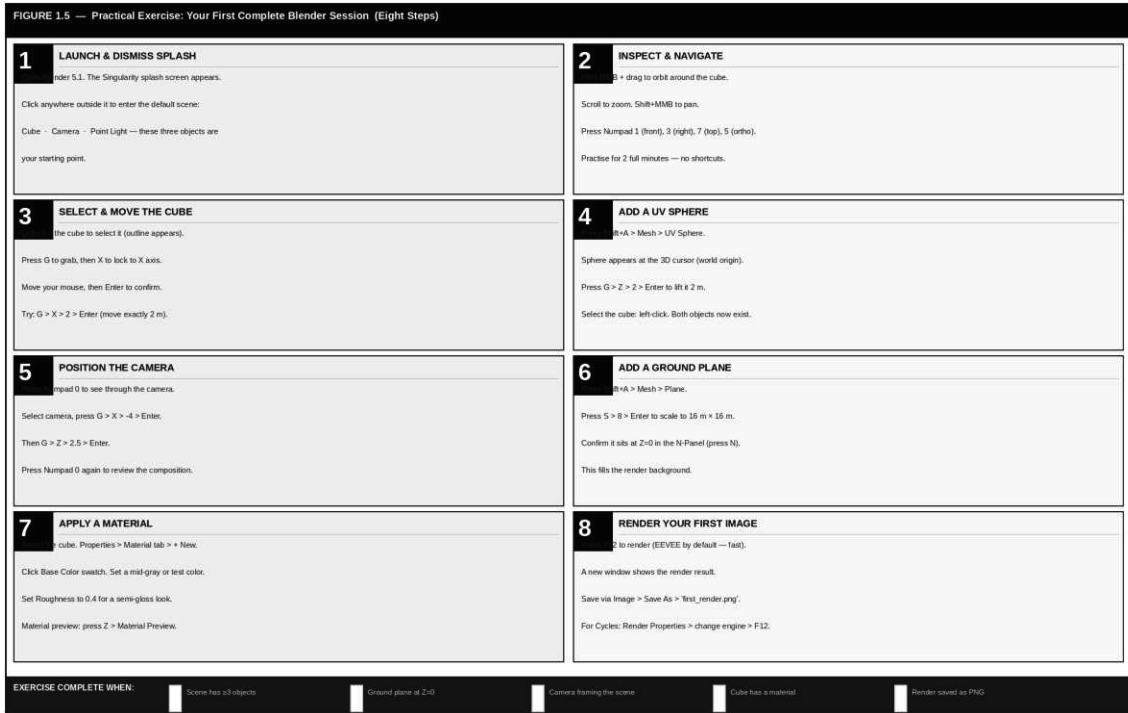 FIGURE 1.5 — Practical Exercise: Your First Complete Blender Session (Eight Steps)
1 LAUNCH & DISMISS SPLASH
nder 5.1. The Singularity splash screen appears.
Click anywhere outside it to enter the default scene:
Cube · Camera · Point Light — these three objects are
your starting point.
2 INSPECT & NAVIGATE
B + drag to orbit around the cube.
Scroll to zoom. Shift+MMB to pan.
Press Numpad 1 (front), 3 (right), 7 (top), 5 (ortho).
Practise for 2 full minutes — no shortcuts.
3 SELECT & MOVE THE CUBE
the cube to select it (outline appears).
Press G to grab, then X to lock to X axis.
Move your mouse, then Enter to confirm.
Try: G > X > 2 > Enter (move exactly 2 m).
4 ADD A UV SPHERE
ift+A > Mesh > UV Sphere.
Sphere appears at the 3D cursor (world origin).
Press G > Z > 2 > Enter to lift it 2 m.
Select the cube: left-click. Both objects now exist.
5 POSITION THE CAMERA
mpad 0 to see through the camera.
Select camera, press G > X > -4 > Enter.
Then G > Z > 2.5 > Enter.
Press Numpad 0 again to review the composition.
6 ADD A GROUND PLANE
ift+A > Mesh > Plane.
Press S > 8 > Enter to scale to 16 m × 16 m.
Confirm it sits at Z=0 in the N-Panel (press N).
This fills the render background.
7 APPLY A MATERIAL
e cube. Properties > Material tab > + New.
Click Base Color swatch. Set a mid-gray or test color.
Set Roughness to 0.4 for a semi-gloss look.
Material preview: press Z > Material Preview.
8 RENDER YOUR FIRST IMAGE
2 to render (EEVEE by default — fast).
A new window shows the render result.
Save via Image > Save As > 'first_render.png'.
For Cycles: Render Properties > change engine > F12.
EXERCISE COMPLETE WHEN:
Scene has ≥3 objects
Ground plane at Z=0
Camera framing the scene
Cube has a material
Render saved as PNG